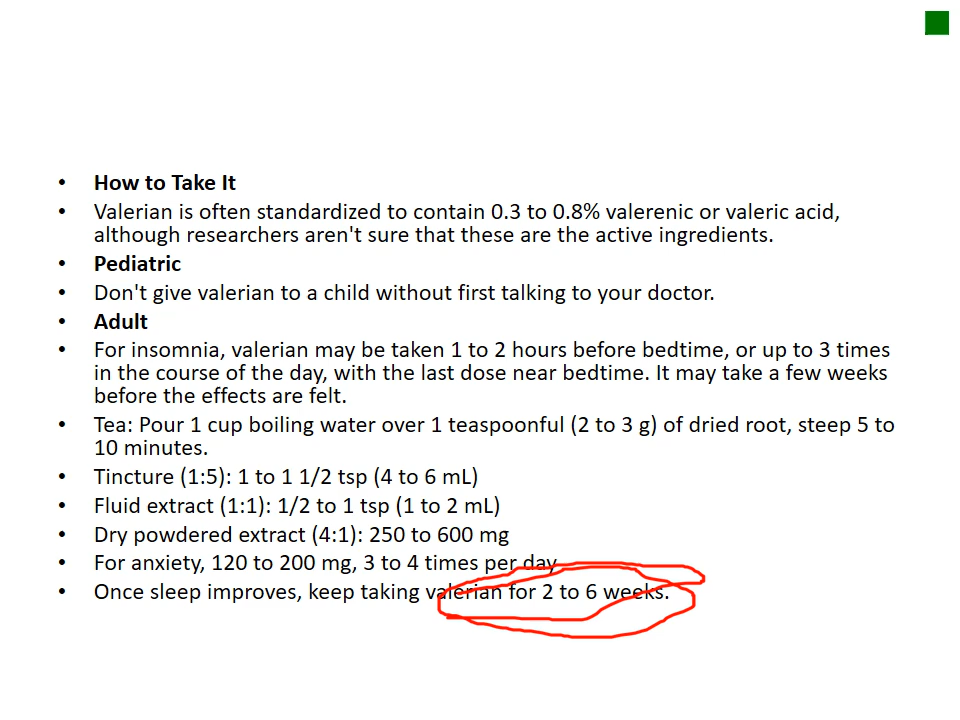 • How to Take It
• Valerian is often standardized to contain 0.3 to 0.8% valerenic or valeric acid,
although researchers aren't sure that these are the active ingredients.
• Pediatric
• Don't give valerian to a child without first talking to your doctor.
• Adult
• For insomnia, valerian may be taken 1 to 2 hours before bedtime, or up to 3 times
in the course of the day, with the last dose near bedtime. It may take a few weeks
before the effects are felt.
• Tea: Pour 1 cup boiling water over 1 teaspoonful (2 to 3 g) of dried root, steep 5 to
10 minutes.
• Tincture (1:5): 1 to 1 1/2 tsp (4 to 6 mL)
• Fluid extract (1:1): 1/2 to 1 tsp (1 to 2 mL)
• Dry powdered extract (4:1): 250 to 600 mg
• For anxiety, 120 to 200 mg, 3 to 4 times per day
• Once sleep improves, keep taking valerian for 2 to 6 weeks.